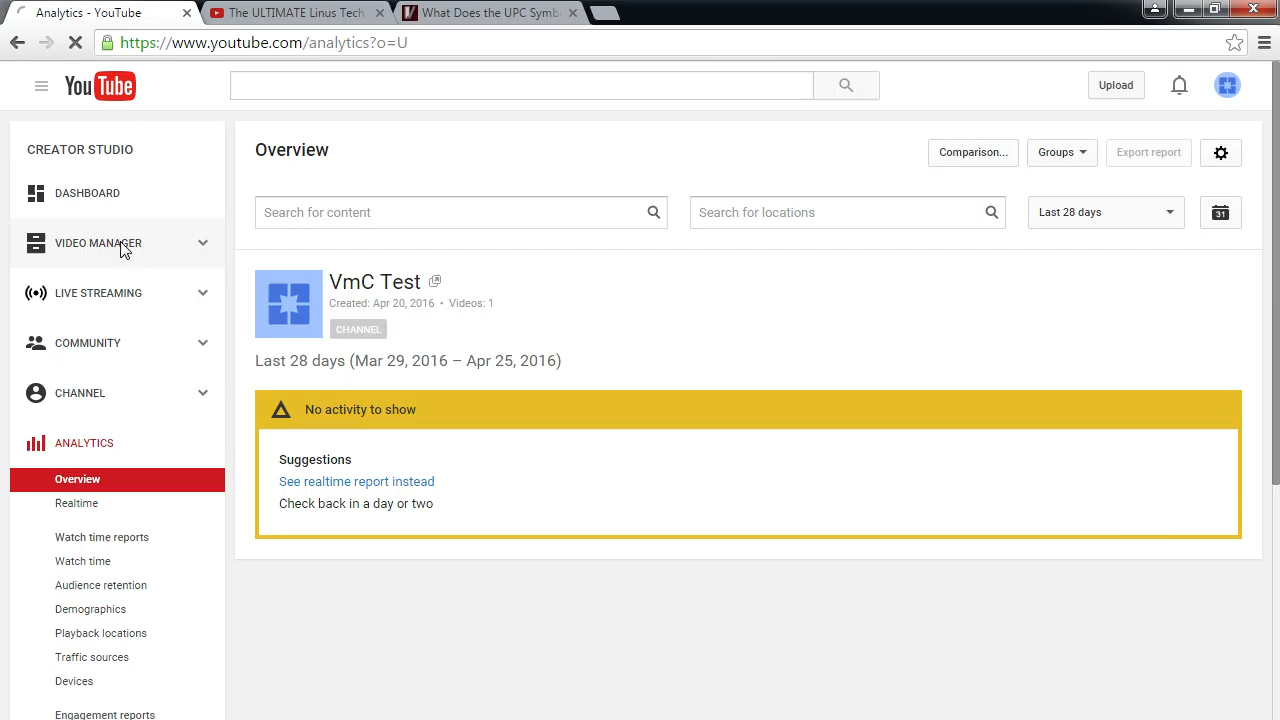 Analytics - YouTube
The ULTIMATE Linus Tech
What Does the UPC Symb
https://www.youtube.com/analytics?o=U
YouTube
Upload
CREATOR STUDIO
DASHBOARD
VIDEO MANAGER
LIVE STREAMING
COMMUNITY
CHANNEL
ANALYTICS
Overview
Realtime
Watch time reports
Watch time
Audience retention
Demographics
Playback locations
Traffic sources
Devices
Engagement reports
Overview
Comparison...
Groups
Export report
Search for content
Search for locations
Last 28 days
31
VmC Test
Created: Apr 20, 2016 • Videos: 1
CHANNEL
Last 28 days (Mar 29, 2016 – Apr 25, 2016)
No activity to show
Suggestions
See realtime report instead
Check back in a day or two